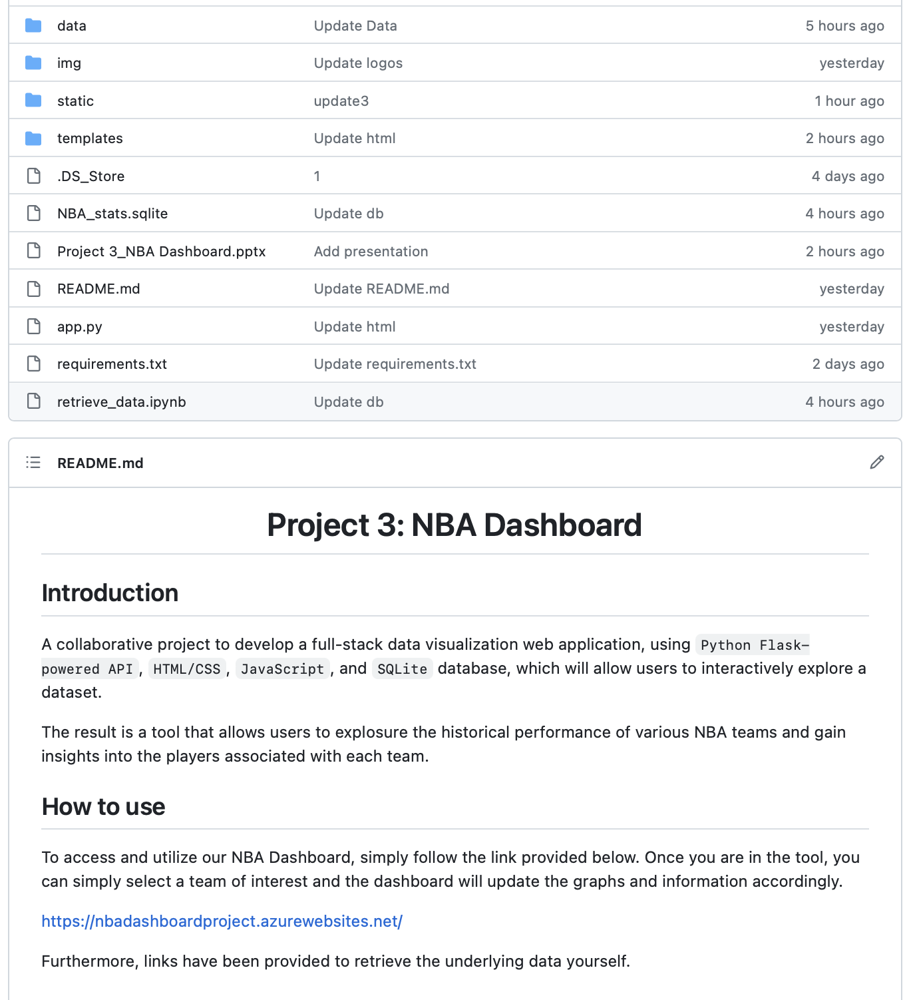 data Update Data 5 hours ago
img Update logos yesterday
static update3 1 hour ago
templates Update html 2 hours ago
.DS_Store 1 4 days ago
NBA_stats.sqlite Update db 4 hours ago
Project 3_NBA Dashboard.pptx Add presentation 2 hours ago
README.md Update README.md yesterday
app.py Update html yesterday
requirements.txt Update requirements.txt 2 days ago
retrieve_data.ipynb Update db 4 hours ago
README.md
Project 3: NBA Dashboard
Introduction
A collaborative project to develop a full-stack data visualization web application, using Python Flask-
powered API, HTML/CSS, JavaScript, and SQLite database, which will allow users to interactively explore a
dataset.
The result is a tool that allows users to explosure the historical performance of various NBA teams and gain
insights into the players associated with each team.
How to use
To access and utilize our NBA Dashboard, simply follow the link provided below. Once you are in the tool, you
can simply select a team of interest and the dashboard will update the graphs and information accordingly.
https://nbadashboardproject.azurewebsites.net/
Furthermore, links have been provided to retrieve the underlying data yourself.